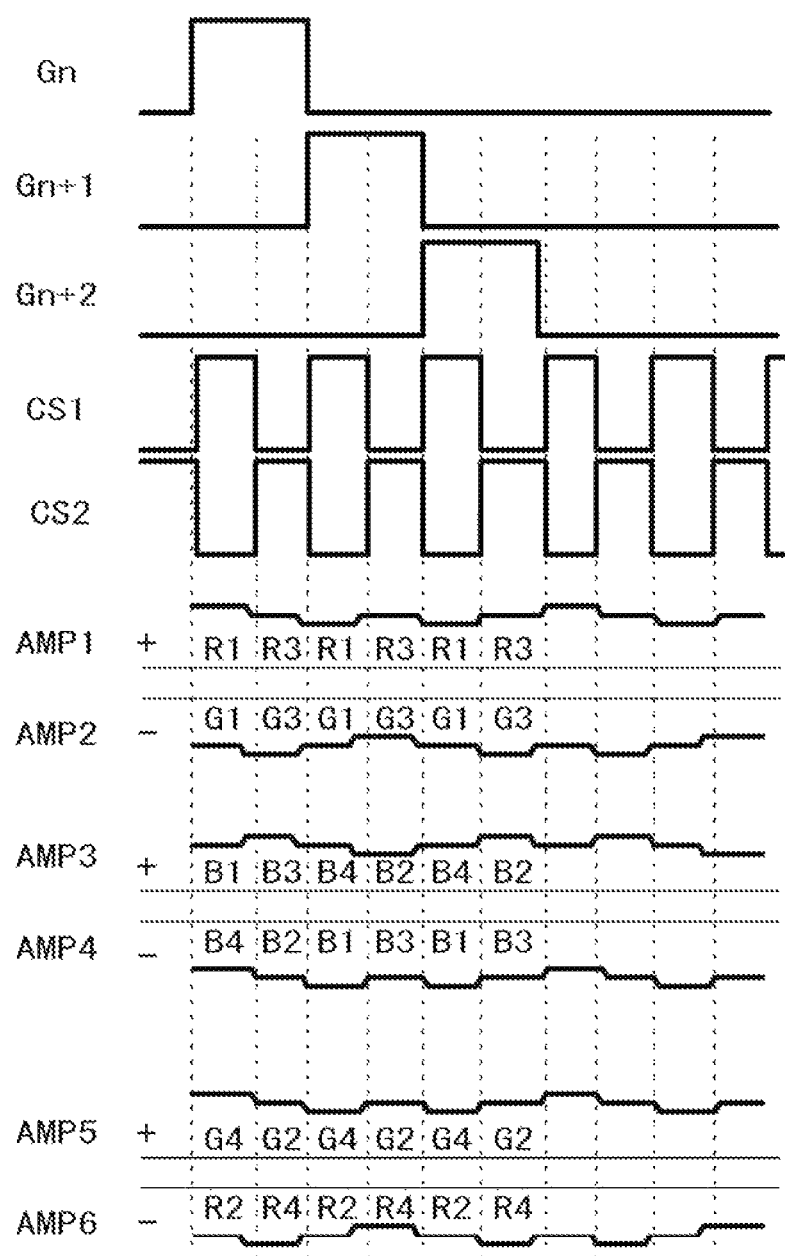 Gn
Gn+1
Gn+2
CS1
CS2
AMP1 + R1 R3 R1 R3 R1 R3
AMP2 − G1 G3 G1 G3 G1 G3
AMP3 + B1 B3 B4 B2 B4 B2
AMP4 − B4 B2 B1 B3 B1 B3
AMP5 + G4 G2 G4 G2 G4 G2
AMP6 − R2 R4 R2 R4 R2 R4